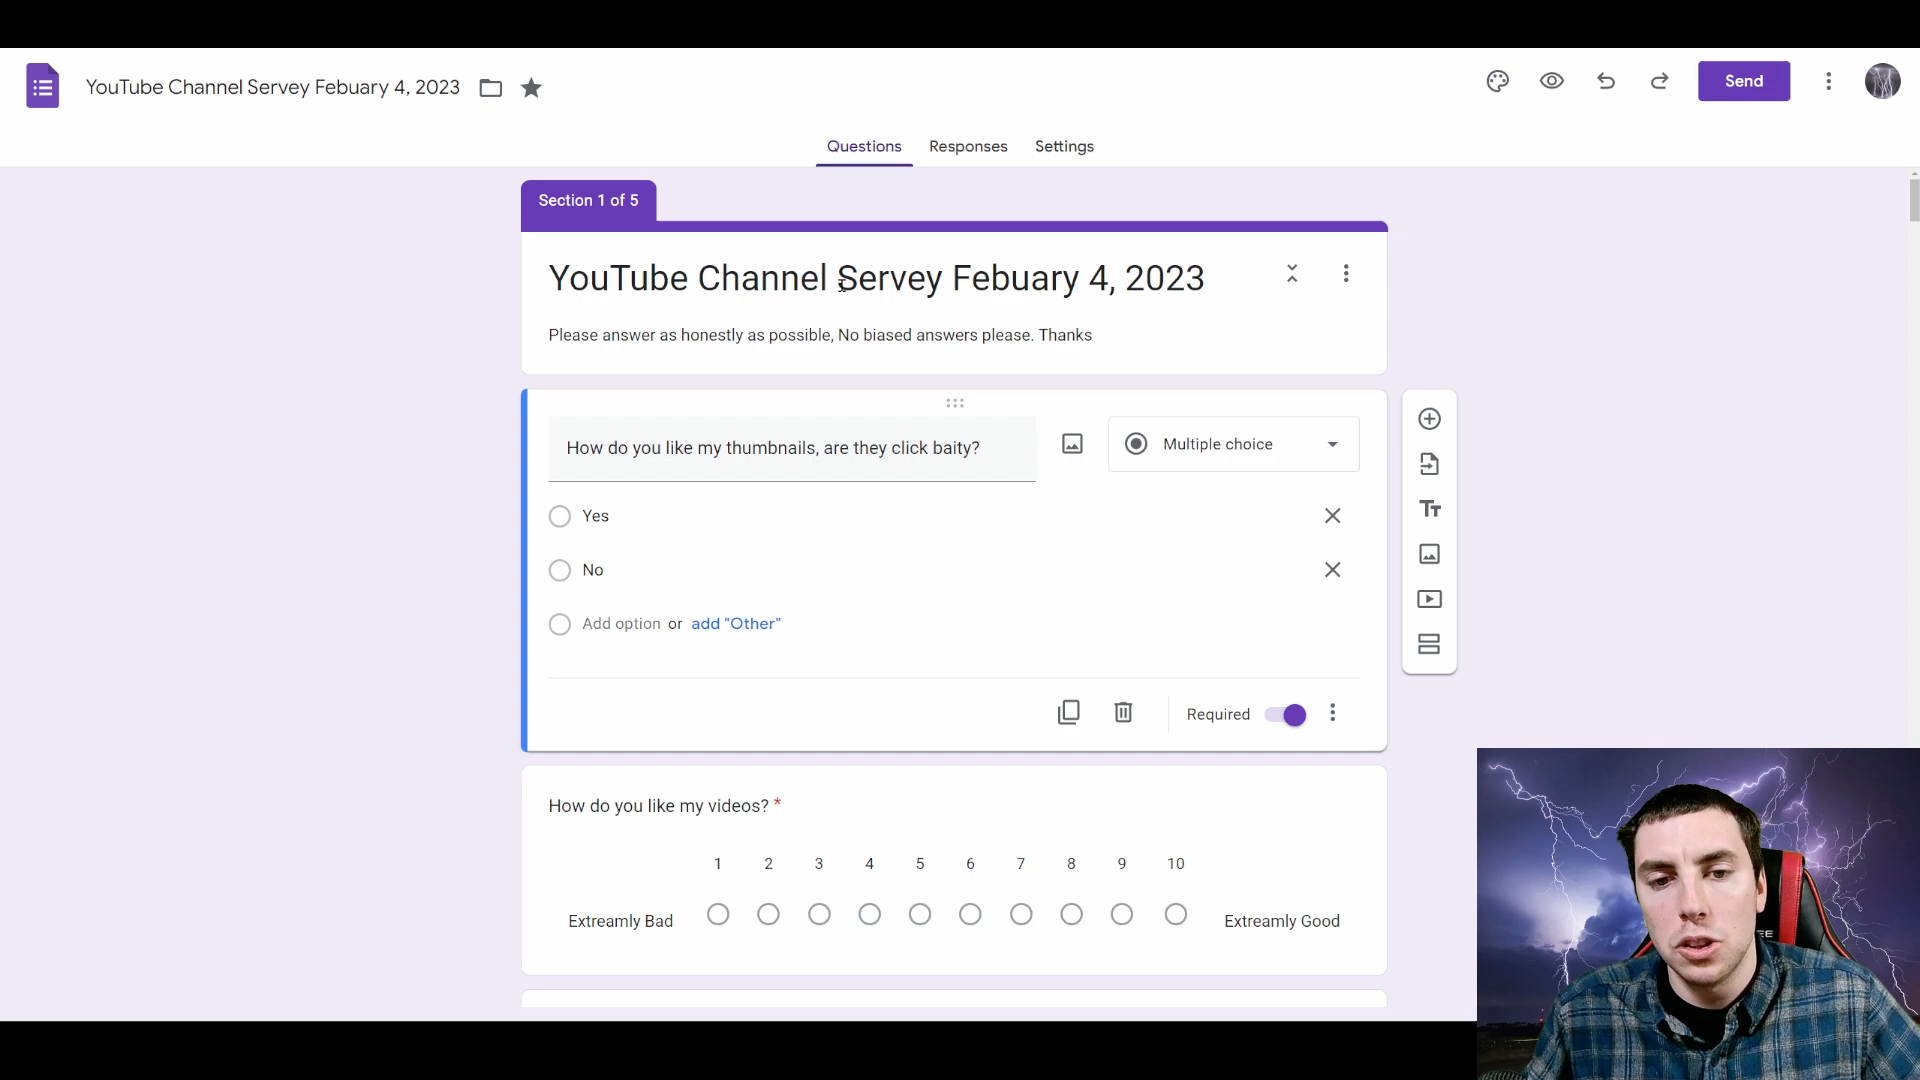 YouTube Channel Servey Febuary 4, 2023
Send
Questions Responses Settings
Section 1 of 5
YouTube Channel Servey Febuary 4, 2023
Please answer as honestly as possible, No biased answers please. Thanks
How do you like my thumbnails, are they click baity?
Multiple choice
Yes
No
Add option or add "Other"
Required
How do you like my videos? *
1 2 3 4 5 6 7 8 9 10
Extreamly Bad
Extreamly Good